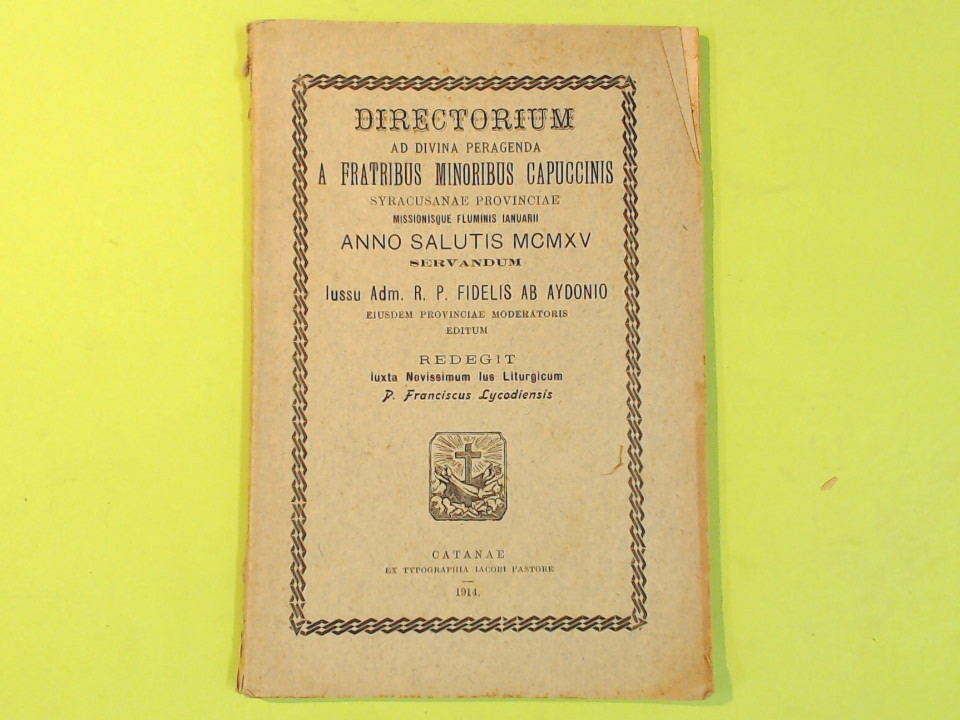 DIRECTORIUM
AD DIVINA PERAGENDA
A FRATRIBUS MINORIBUS CAPUCCINIS
SYRACUSANAE PROVINCIAE
MISSIONISQUE FLUMINIS IANUARII
ANNO SALUTIS MCMXV
SERVANDUM
Iussu Adm. R. P. FIDELIS AB AYDONIO
EIUSDEM PROVINCIAE MODERATORIS
EDITUM
REDEGIT
Iuxta Novissimum Ius Liturgicum
P. Franciscus Lycodiensis
CATANAE
EX TYPOGRAPHIA IACOBI PASTORE
1914.